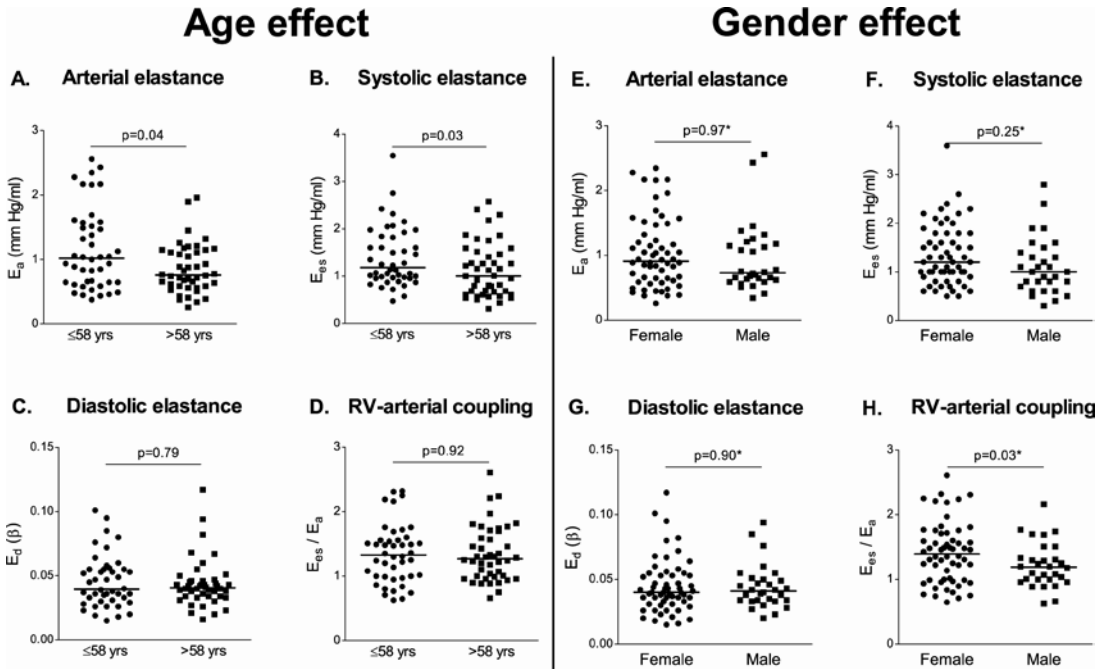 Age effect
Gender effect
A. Arterial elastance
p=0.04
3
2
1
0
Ea (mm Hg/ml)
≤58 yrs >58 yrs
B. Systolic elastance
p=0.03
4
3
2
1
0
Ees (mm Hg/ml)
≤58 yrs >58 yrs
C. Diastolic elastance
p=0.79
0.15
0.10
0.05
0.00
Ed (β)
≤58 yrs >58 yrs
D. RV-arterial coupling
p=0.92
3
2
1
0
Ees / Ea
≤58 yrs >58 yrs
E. Arterial elastance
p=0.97*
3
2
1
0
Ea (mm Hg/ml)
Female Male
F. Systolic elastance
p=0.25*
4
3
2
1
0
Ees (mm Hg/ml)
Female Male
G. Diastolic elastance
p=0.90*
0.15
0.10
0.05
0.00
Ed (β)
Female Male
H. RV-arterial coupling
p=0.03*
3
2
1
0
Ees / Ea
Female Male